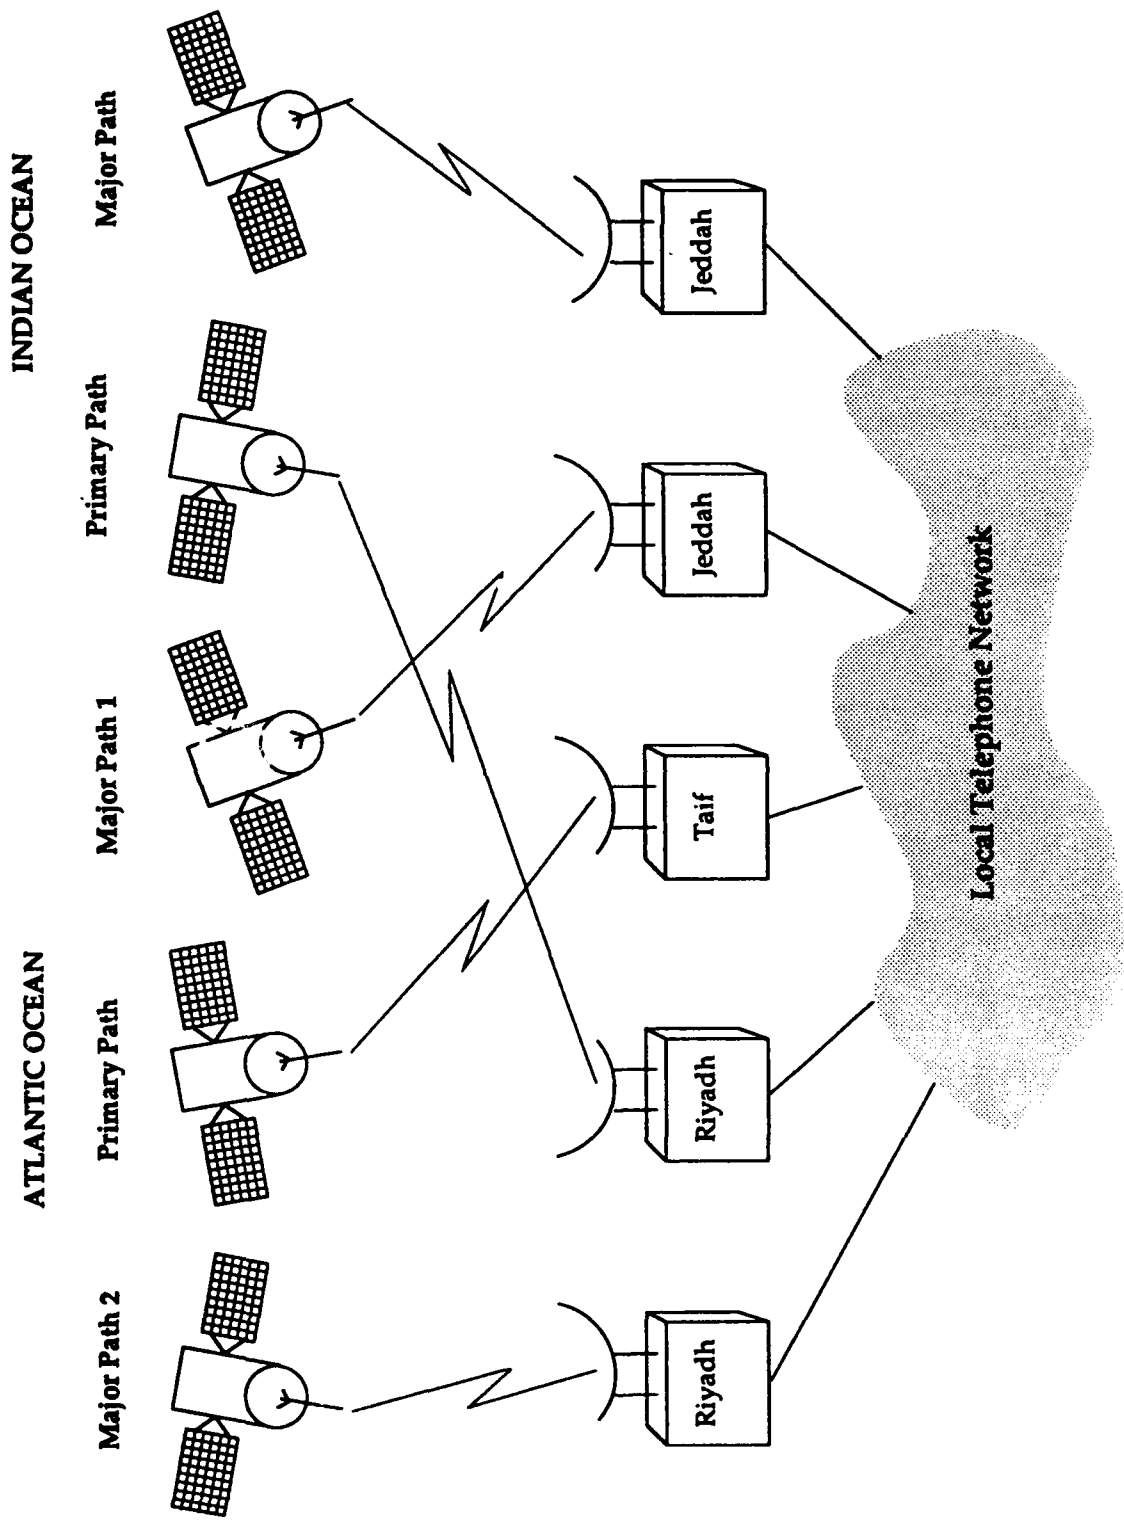 ATLANTIC OCEAN
INDIAN OCEAN
Major Path 2
Primary Path
Major Path 1
Primary Path
Major Path
Riyadh
Riyadh
Taif
Jeddah
Jeddah
Local Telephone Network